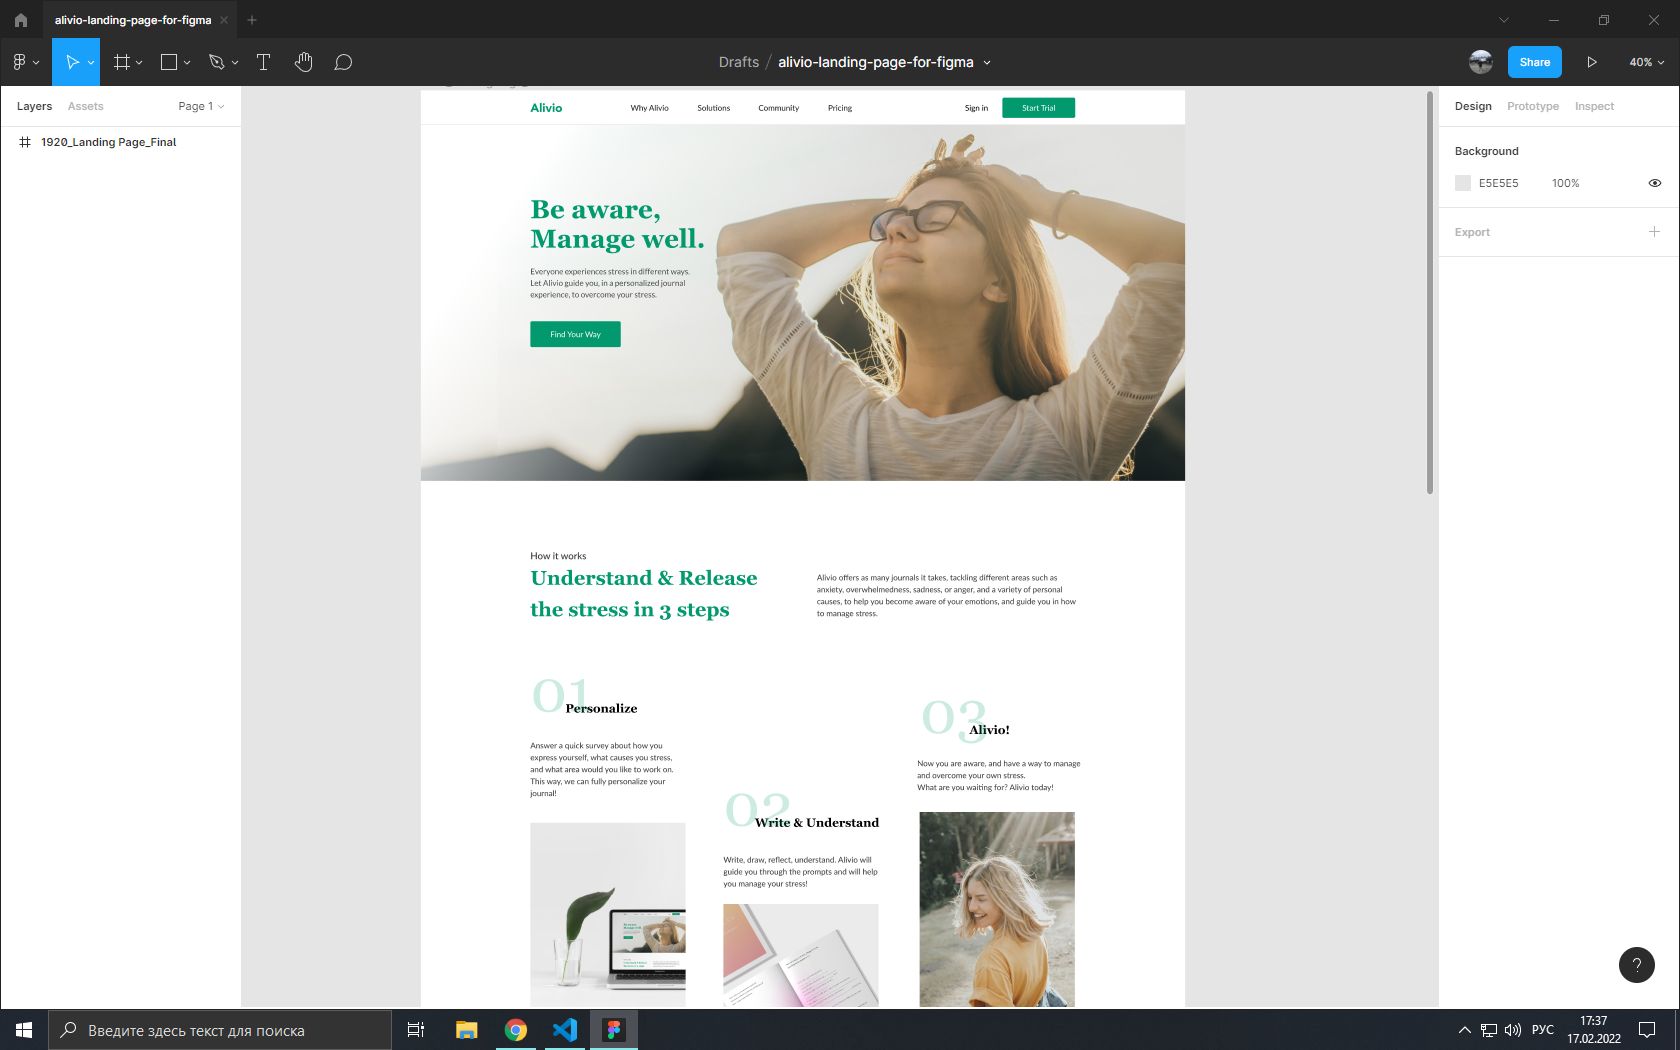 alivio-landing-page-for-figma
Drafts / alivio-landing-page-for-figma
Share
40%
Layers
Assets
Page 1
1920_Landing Page_Final
Design
Prototype
Inspect
Background
E5E5E5
100%
Export
Alivio
Why Alivio
Solutions
Community
Pricing
Sign in
Start Trial
Be aware,
Manage well.
Everyone experiences stress in different ways.
Let Alivio guide you, in a personalized journal
experience, to overcome your stress.
Find Your Way
How it works
Understand & Release
the stress in 3 steps
Alivio offers as many journals it takes, tackling different areas such as
anxiety, overwhelmedness, sadness, or anger, and a variety of personal
causes, to help you become aware of your emotions, and guide you in how
to manage stress.
01
Personalize
Answer a quick survey about how you
express yourself, what causes you stress,
and what area would you like to work on.
This way, we can fully personalize your
journal!
02
Write & Understand
Write, draw, reflect, understand. Alivio will
guide you through the prompts and will help
you manage your stress!
03
Alivio!
Now you are aware, and have a way to manage
and overcome your own stress.
What are you waiting for? Alivio today!
?
Введите здесь текст для поиска
РУС
17:37
17.02.2022